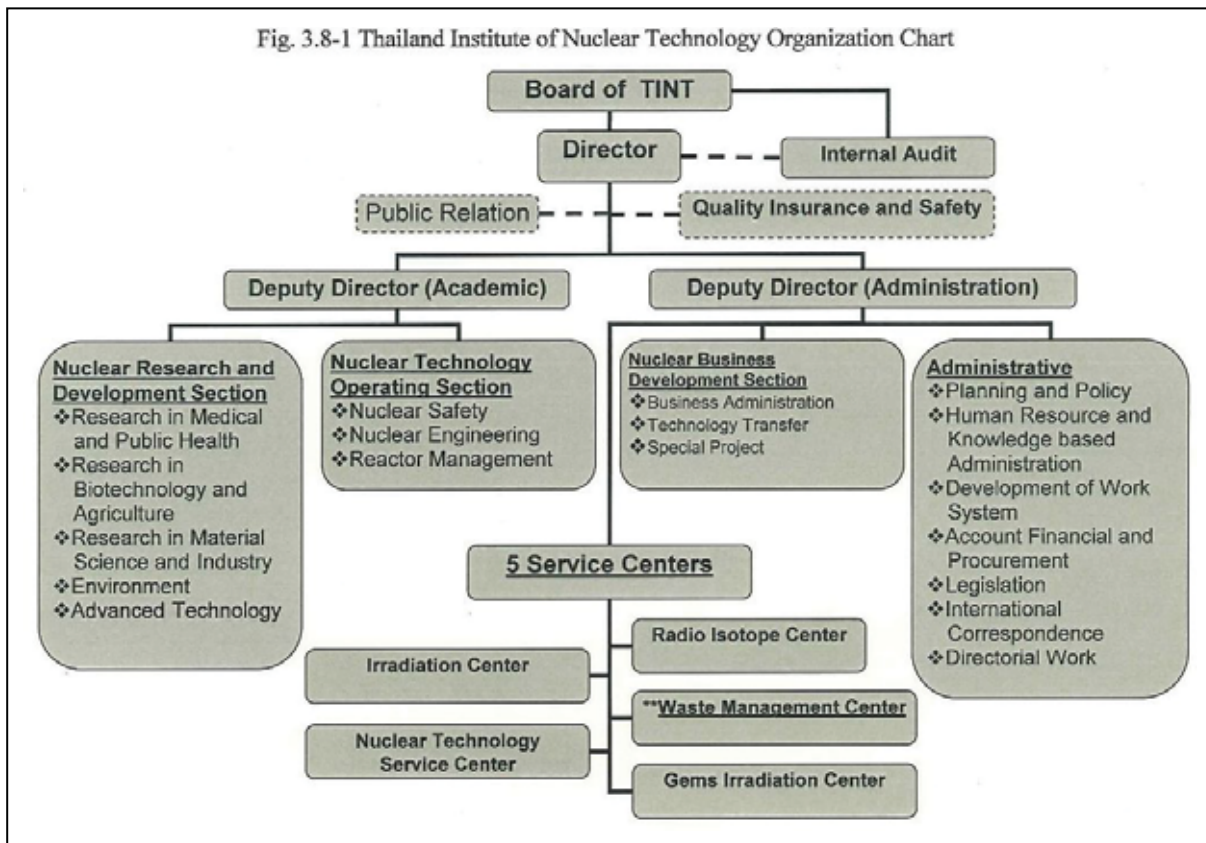 Fig. 3.8-1 Thailand Institute of Nuclear Technology Organization Chart
Board of TINT
Director
Internal Audit
Public Relation
Quality Insurance and Safety
Deputy Director (Academic)
Deputy Director (Administration)
Nuclear Research and
Development Section
❖Research in Medical
and Public Health
❖Research in
Biotechnology and
Agriculture
❖Research in Material
Science and Industry
❖Environment
❖Advanced Technology
Nuclear Technology
Operating Section
❖Nuclear Safety
❖Nuclear Engineering
❖Reactor Management
Nuclear Business
Development Section
❖Business Administration
❖Technology Transfer
❖Special Project
Administrative
❖Planning and Policy
❖Human Resource and
Knowledge based
Administration
❖Development of Work
System
❖Account Financial and
Procurement
❖Legislation
❖International
Correspondence
❖Directorial Work
5 Service Centers
Radio Isotope Center
Irradiation Center
**Waste Management Center
Nuclear Technology
Service Center
Gems Irradiation Center